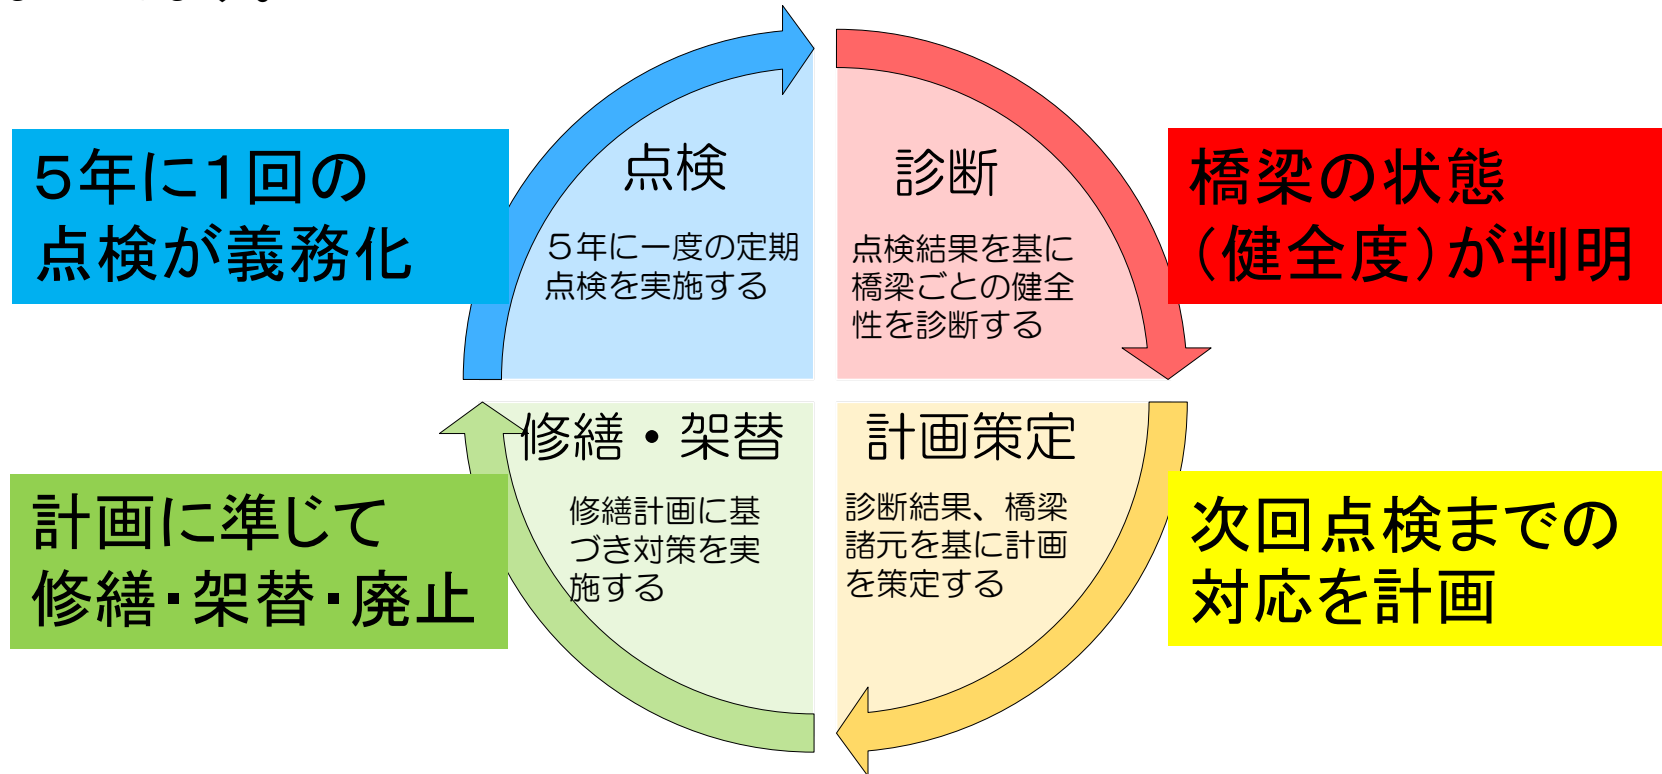 ５年に１回の
点検が義務化
点検
５年に一度の定期
点検を実施する
診断
点検結果を基に
橋梁ごとの健全
性を診断する
橋梁の状態
（健全度）が判明
計画に準じて
修繕・架替・廃止
修繕・架替
修繕計画に基
づき対策を実
施する
計画策定
診断結果、橋梁
諸元を基に計画
を策定する
次回点検までの
対応を計画